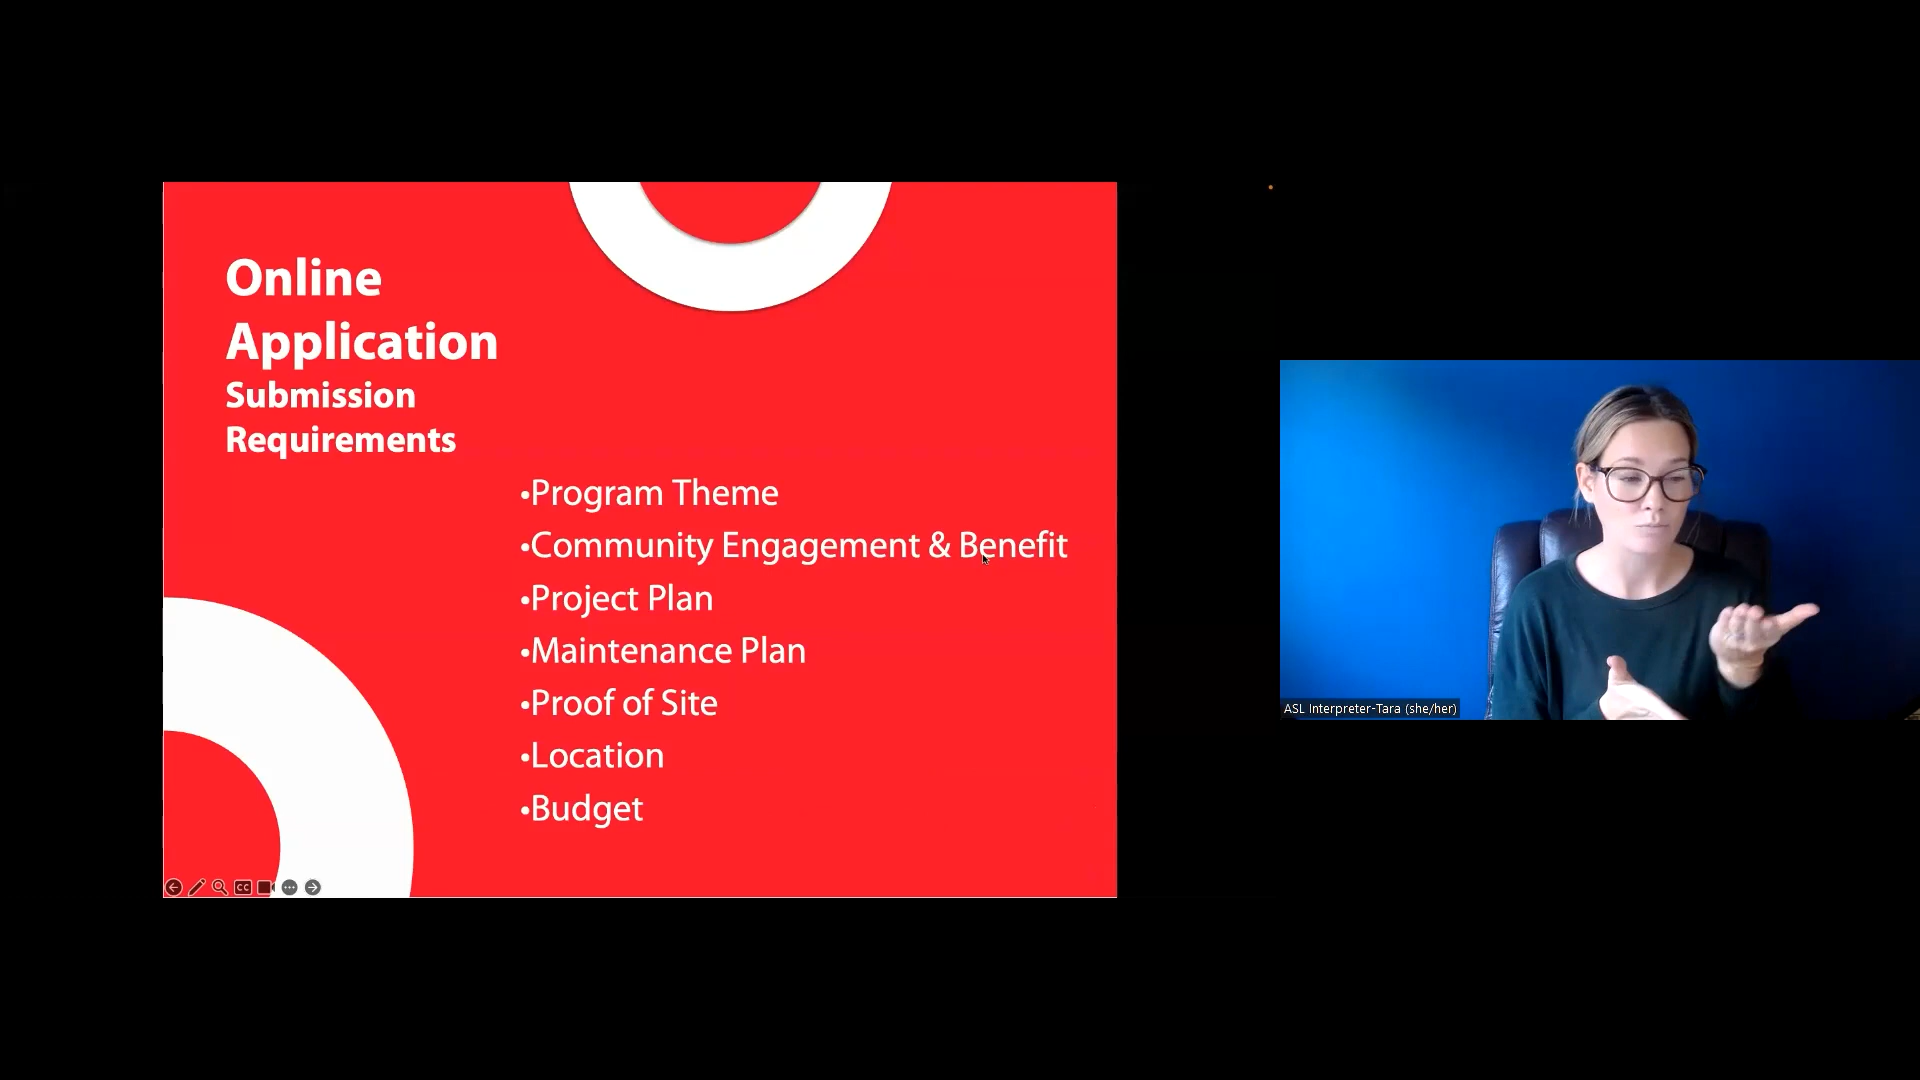 Online
Application
Submission
Requirements
•Program Theme
•Community Engagement & Benefit
•Project Plan
•Maintenance Plan
•Proof of Site
•Location
•Budget
CC
ASL Interpreter-Tara (she/her)